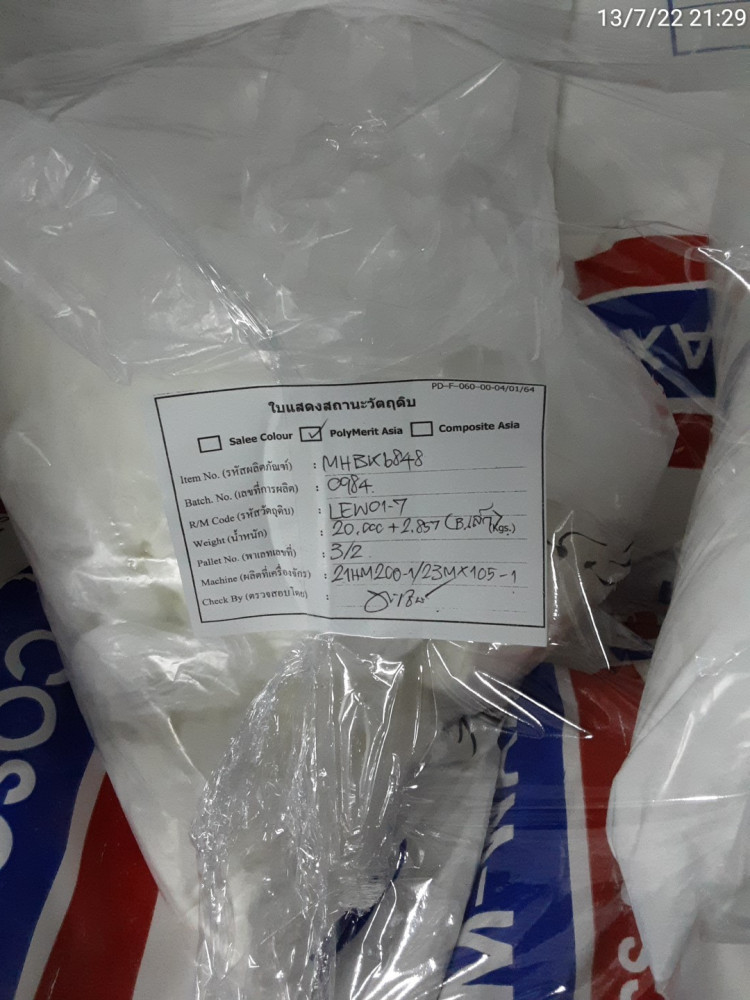 13/7/22 21:29
PD-F-060-00-04/01/64
ใบแสดงสถานะวัตถุดิบ
Salee Colour ✓ PolyMerit Asia Composite Asia
Item No. (รหัสผลิตภัณฑ์) : MHBK6848
Batch. No. (เลขที่การผลิต) : 0984
R/M Code (รหัสวัตถุดิบ) : LEW01-7
Weight (น้ำหนัก) : 20.000 + 2.857 (B.เศษ) Kgs.)
Pallet No. (พาเลทเลขที่) : 3/2
Machine (ผลิตที่เครื่องจักร) : 21HM200-1/23MX105-1
Check By (ตรวจสอบโดย) :
COS